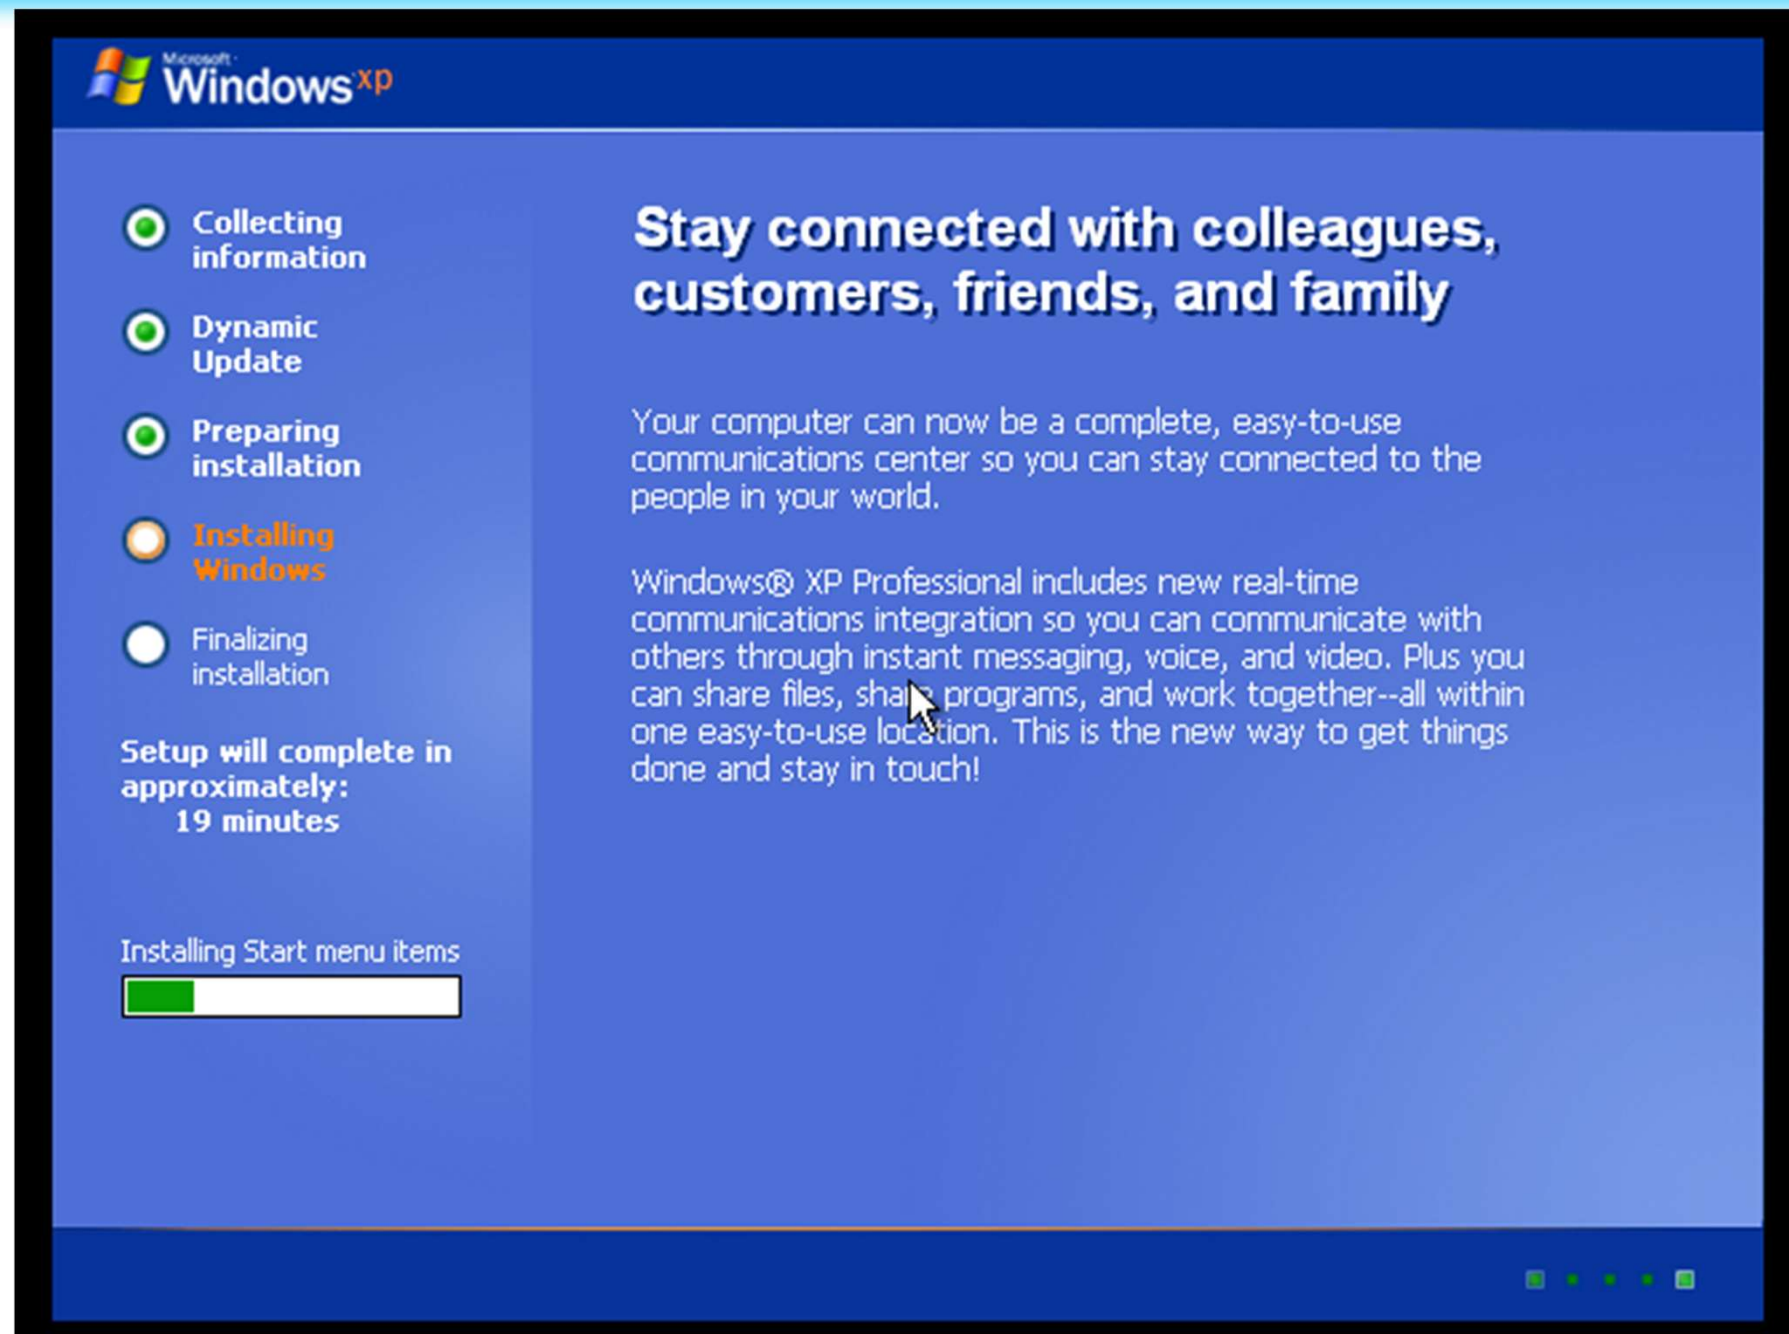 Microsoft
Windows xp
Collecting
information
Dynamic
Update
Preparing
installation
Installing
Windows
Finalizing
installation
Setup will complete in
approximately:
19 minutes
Installing Start menu items
Stay connected with colleagues,
customers, friends, and family
Your computer can now be a complete, easy-to-use
communications center so you can stay connected to the
people in your world.
Windows® XP Professional includes new real-time
communications integration so you can communicate with
others through instant messaging, voice, and video. Plus you
can share files, share programs, and work together--all within
one easy-to-use location. This is the new way to get things
done and stay in touch!